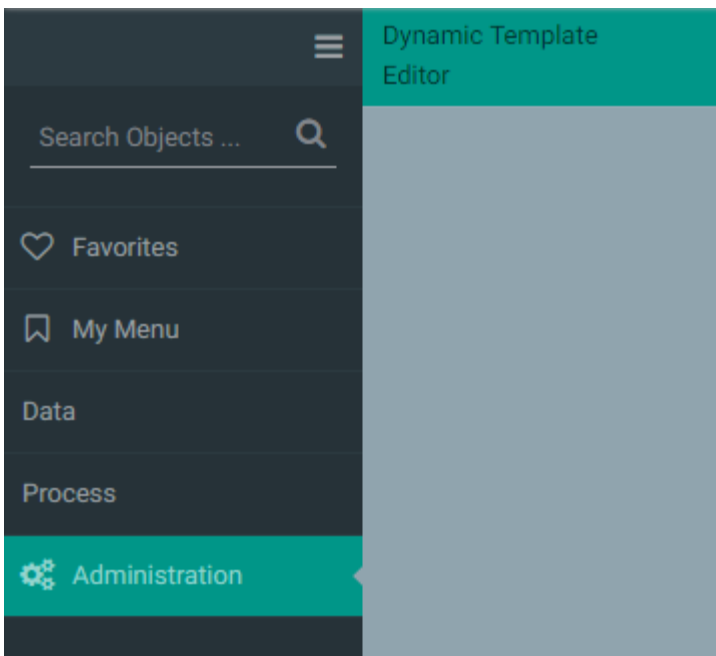 Dynamic Template
Editor
Search Objects ...
Favorites
My Menu
Data
Process
Administration